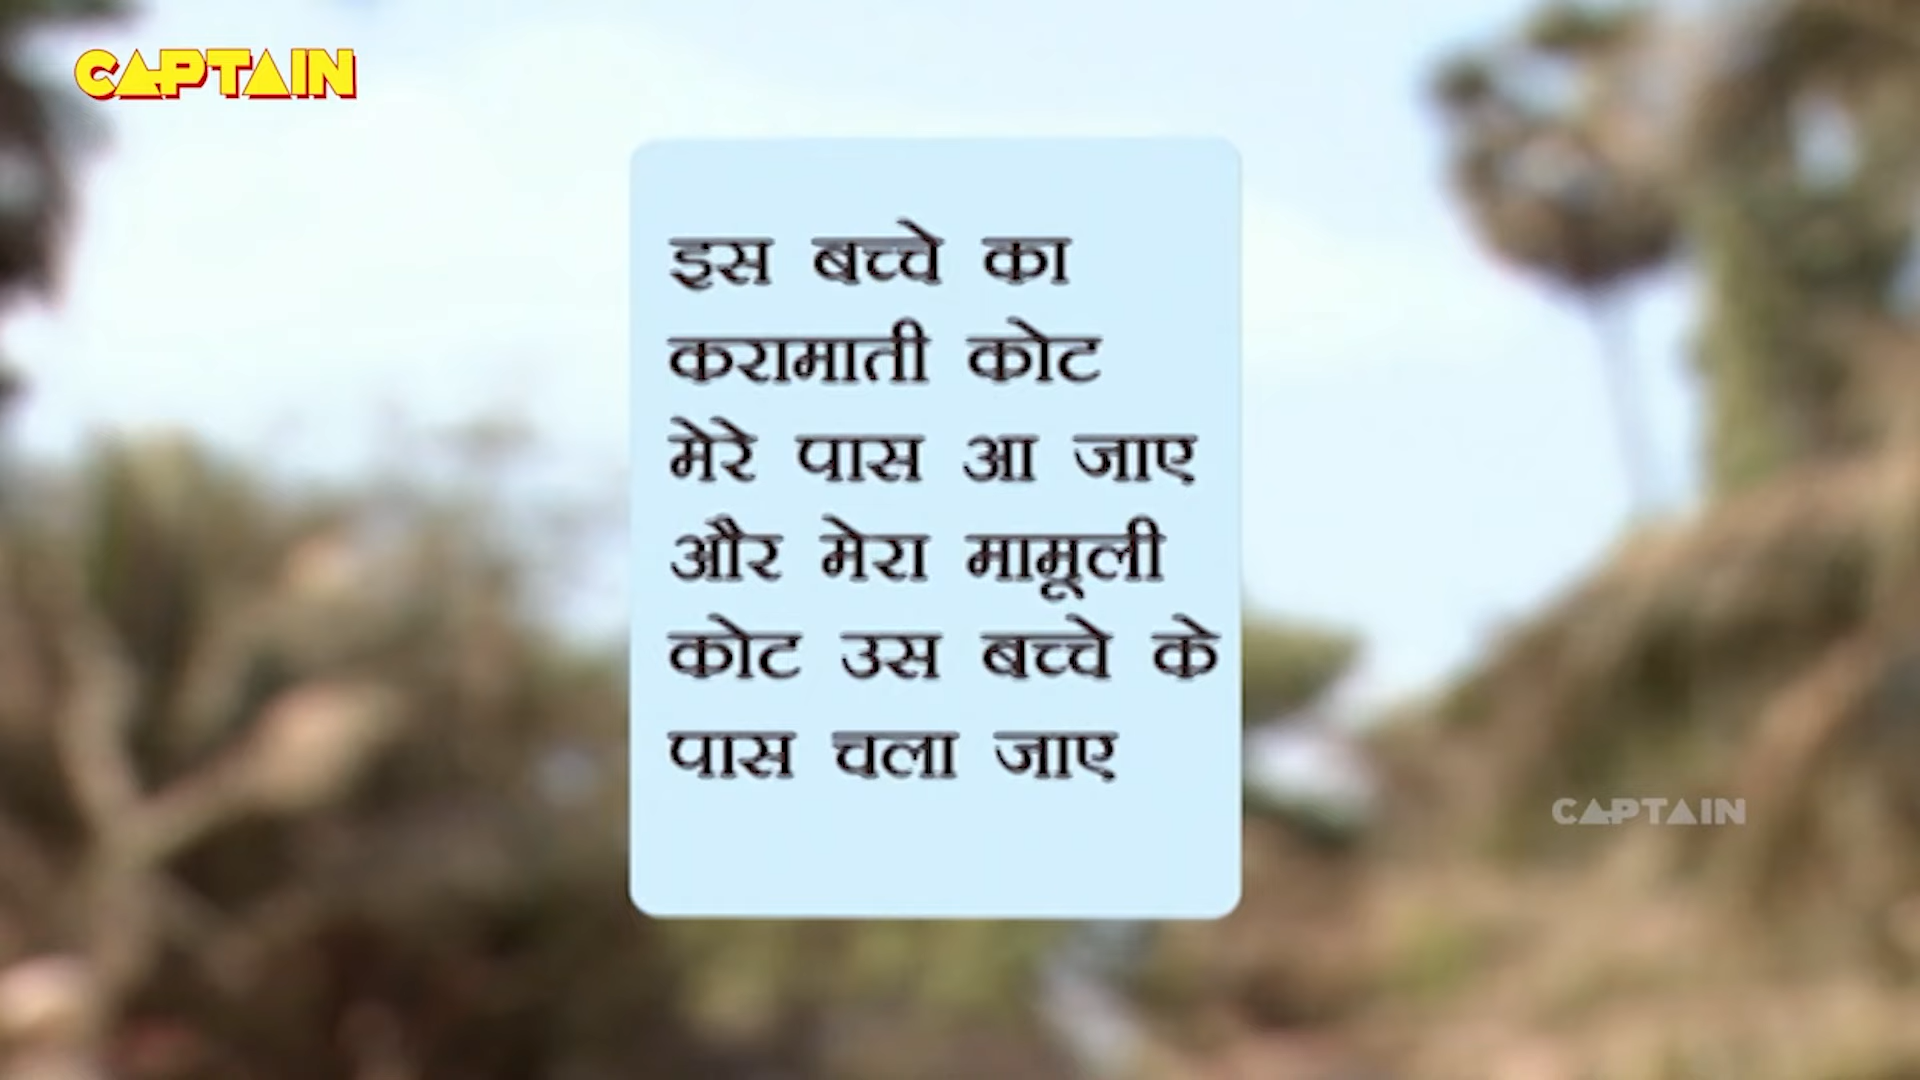 CAPTAIN
इस बच्चे का
करामाती कोट
मेरे पास आ जाए
और मेरा मामूली
कोट उस बच्चे के
पास चला जाए
CAPTAIN